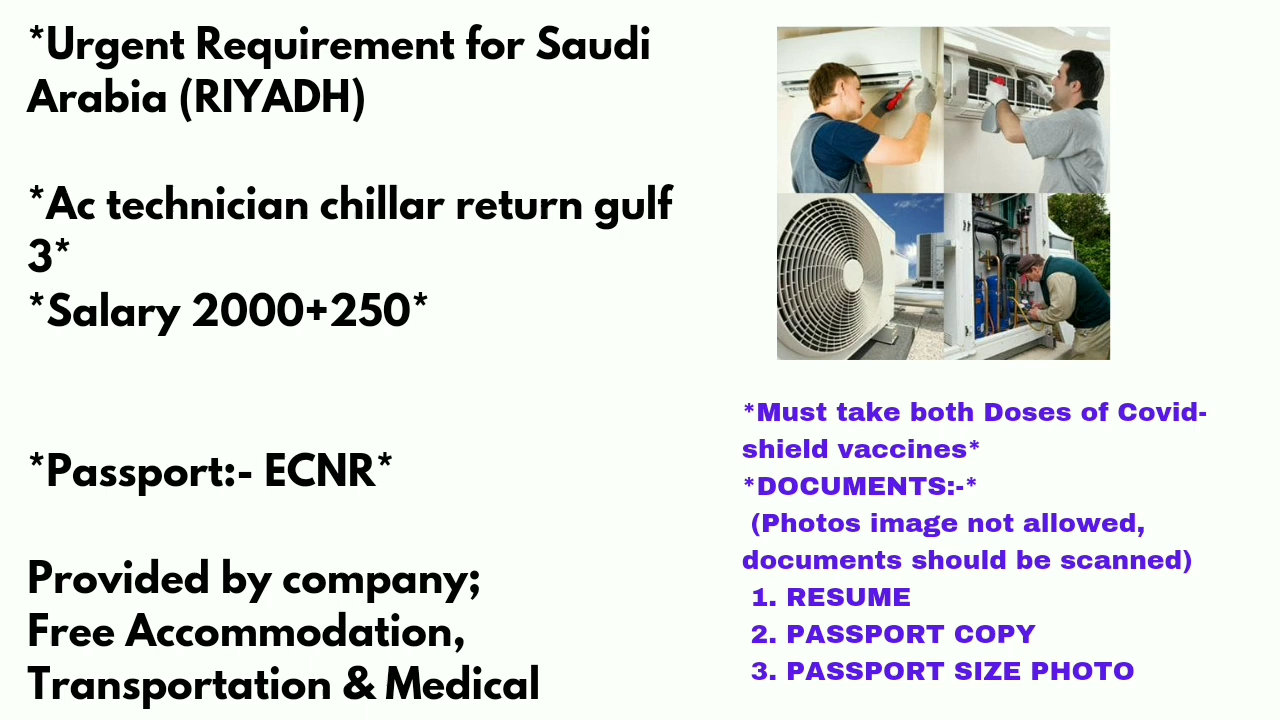 *Urgent Requirement for Saudi
Arabia (RIYADH)
*Ac technician chillar return gulf
3*
*Salary 2000+250*
*Passport:- ECNR*
Provided by company;
Free Accommodation,
Transportation & Medical
*Must take both Doses of Covid-
shield vaccines*
*DOCUMENTS:-*
(Photos image not allowed,
documents should be scanned)
1. RESUME
2. PASSPORT COPY
3. PASSPORT SIZE PHOTO